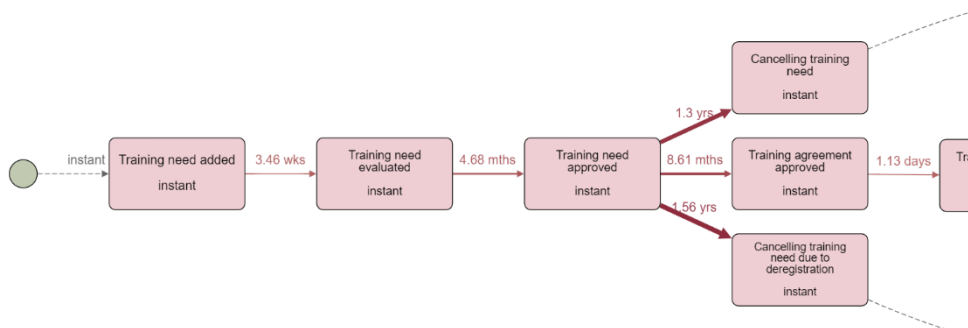 Cancelling training
need
instant
1.3 yrs
instant
Training need added
instant
3.46 wks
Training need
evaluated
instant
4.68 mths
Training need
approved
instant
8.61 mths
Training agreement
approved
instant
1.13 days
1.56 yrs
Cancelling training
need due to
deregistration
instant